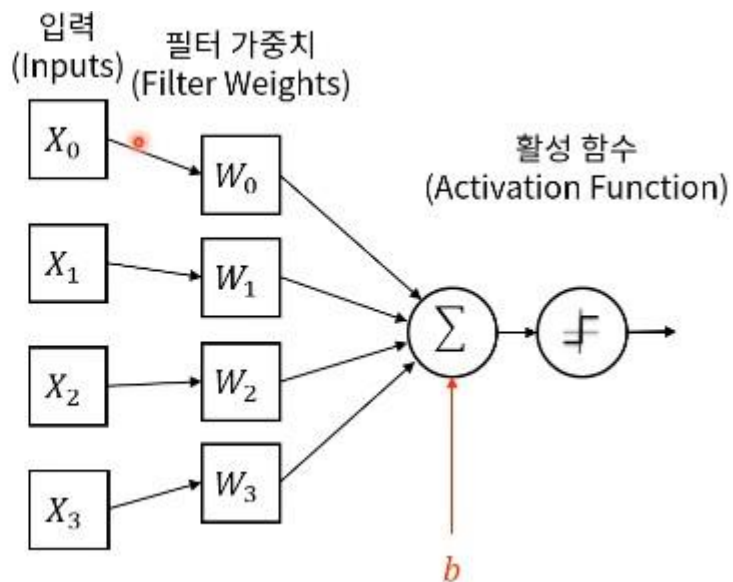 입력
(Inputs)
필터 가중치
(Filter Weights)
활성 함수
(Activation Function)
X₀
W₀
X₁
W₁
X₂
W₂
X₃
W₃
∑
b